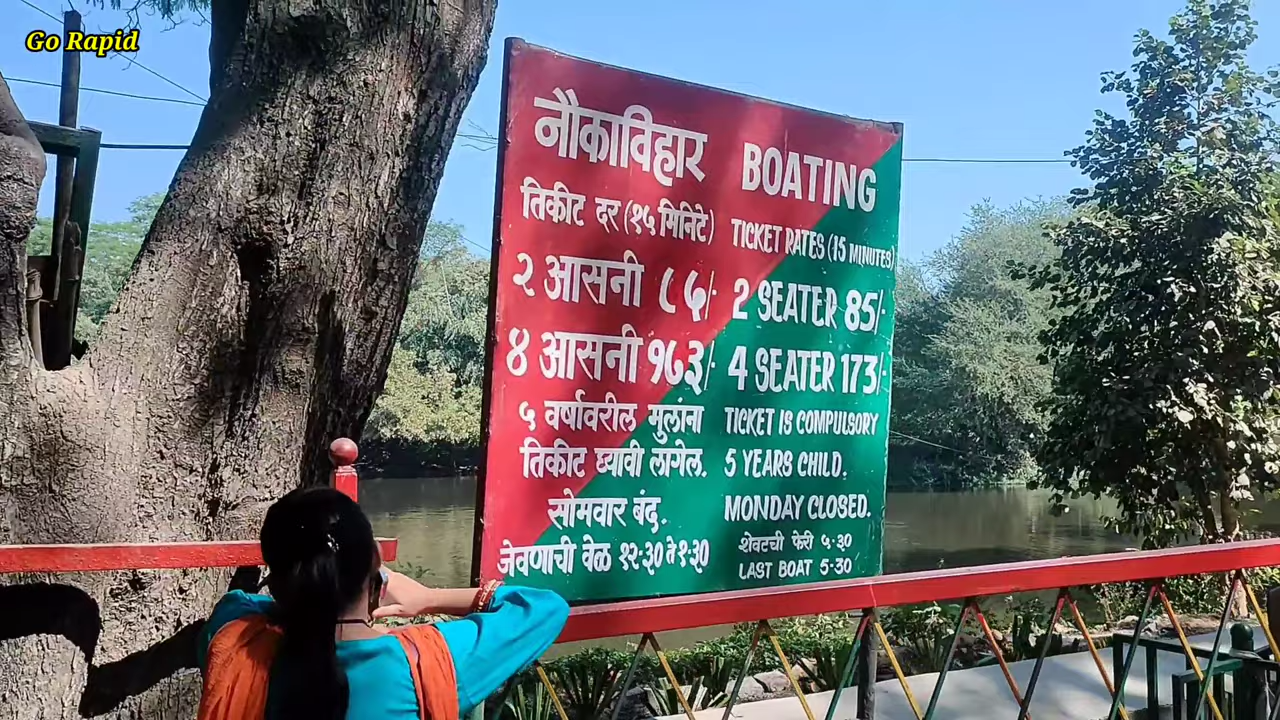 Go Rapid
नौकाविहार BOATING
तिकीट दर (१५ मिनिटे) TICKET RATES (15 MINUTES)
२ आसनी ८५/- 2 SEATER 85/-
४ आसनी १७३/- 4 SEATER 173/-
५ वर्षावरील मुलांना TICKET IS COMPULSORY
तिकीट घ्यावी लागेल. 5 YEARS CHILD.
सोमवार बंद. MONDAY CLOSED.
जेवणाची वेळ १२-३० ते १-३० शेवटची फेरी ५-३०
LAST BOAT 5-30